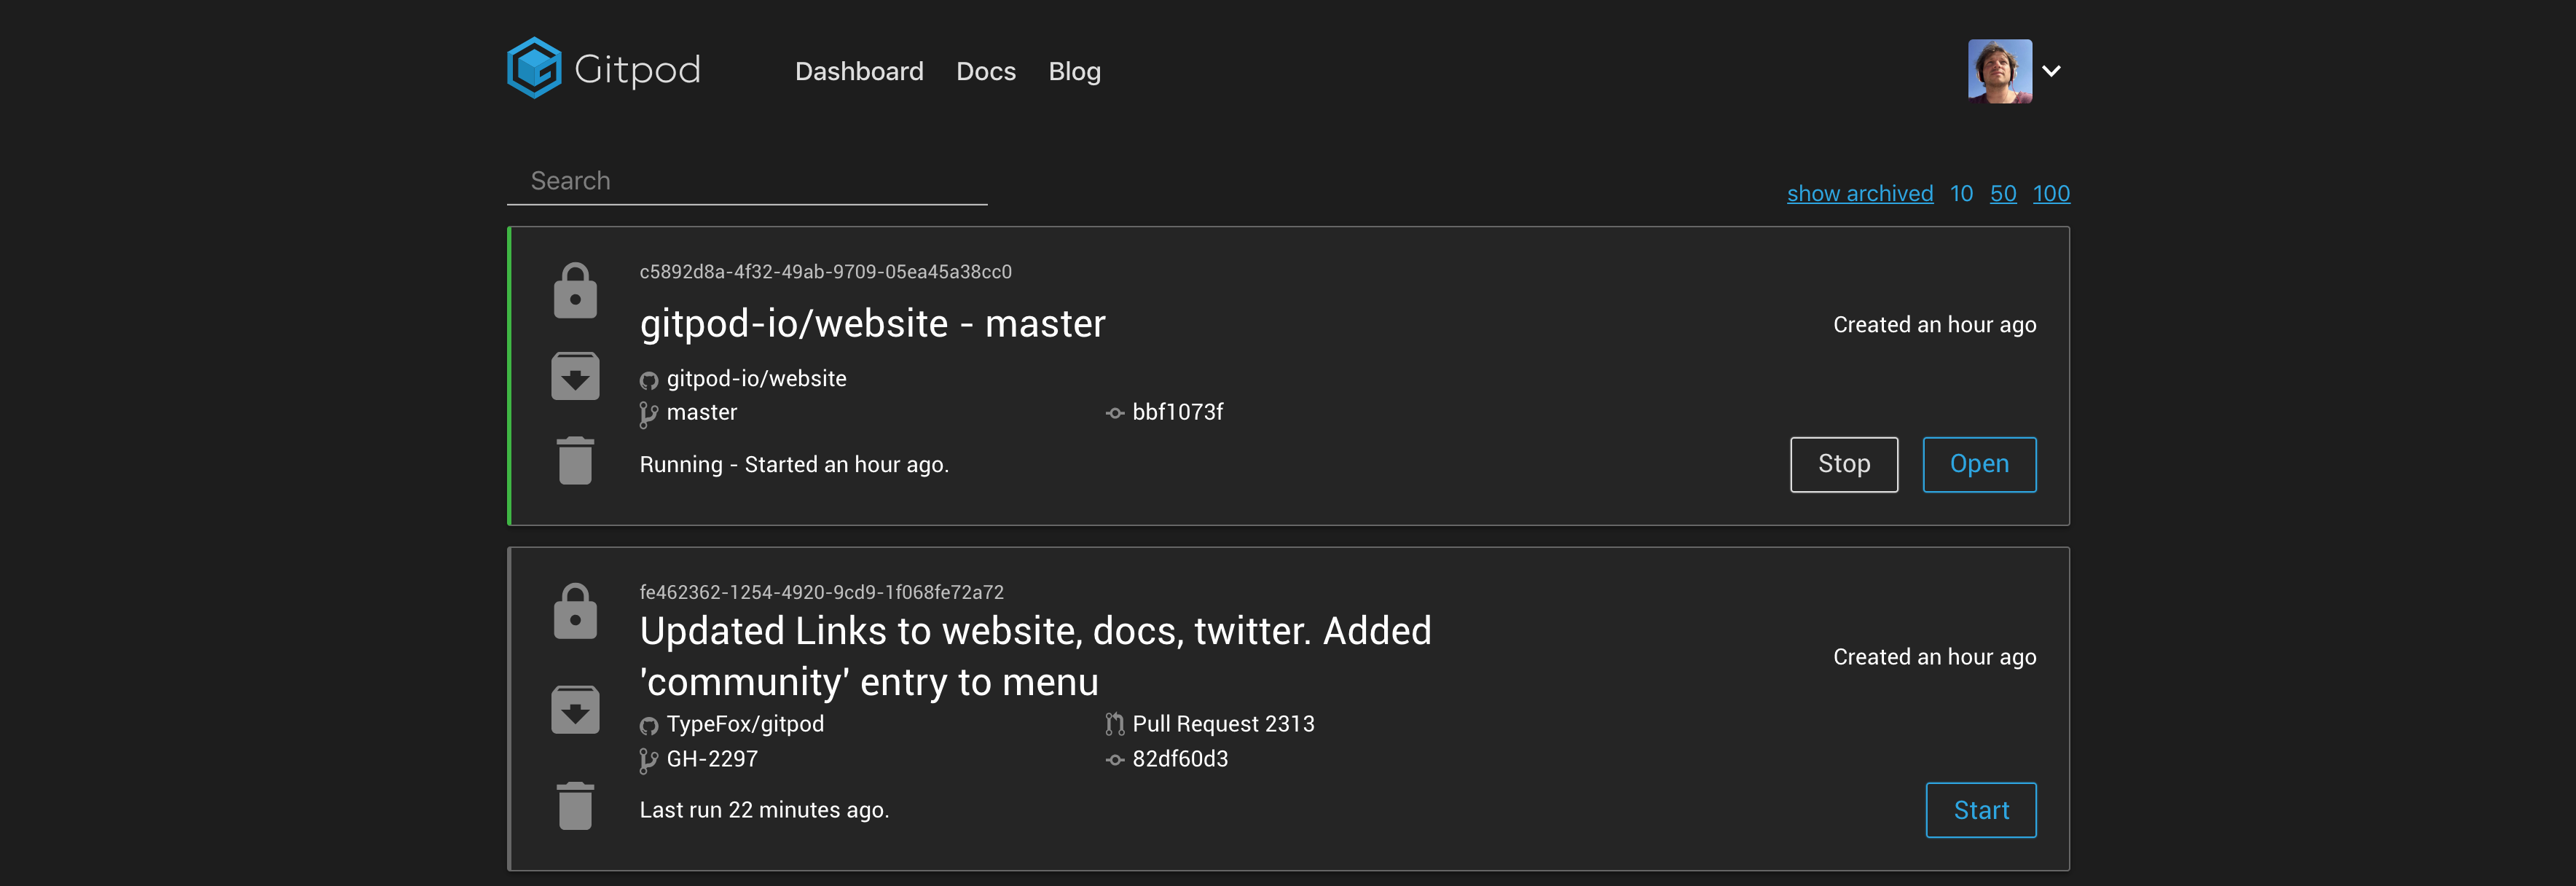 Gitpod Dashboard Docs Blog
Search
show archived 10 50 100
c5892d8a-4f32-49ab-9709-05ea45a38cc0
gitpod-io/website - master
Created an hour ago
gitpod-io/website
master bbf1073f
Running - Started an hour ago.
Stop Open
fe462362-1254-4920-9cd9-1f068fe72a72
Updated Links to website, docs, twitter. Added
'community' entry to menu
Created an hour ago
TypeFox/gitpod Pull Request 2313
GH-2297 82df60d3
Last run 22 minutes ago.
Start